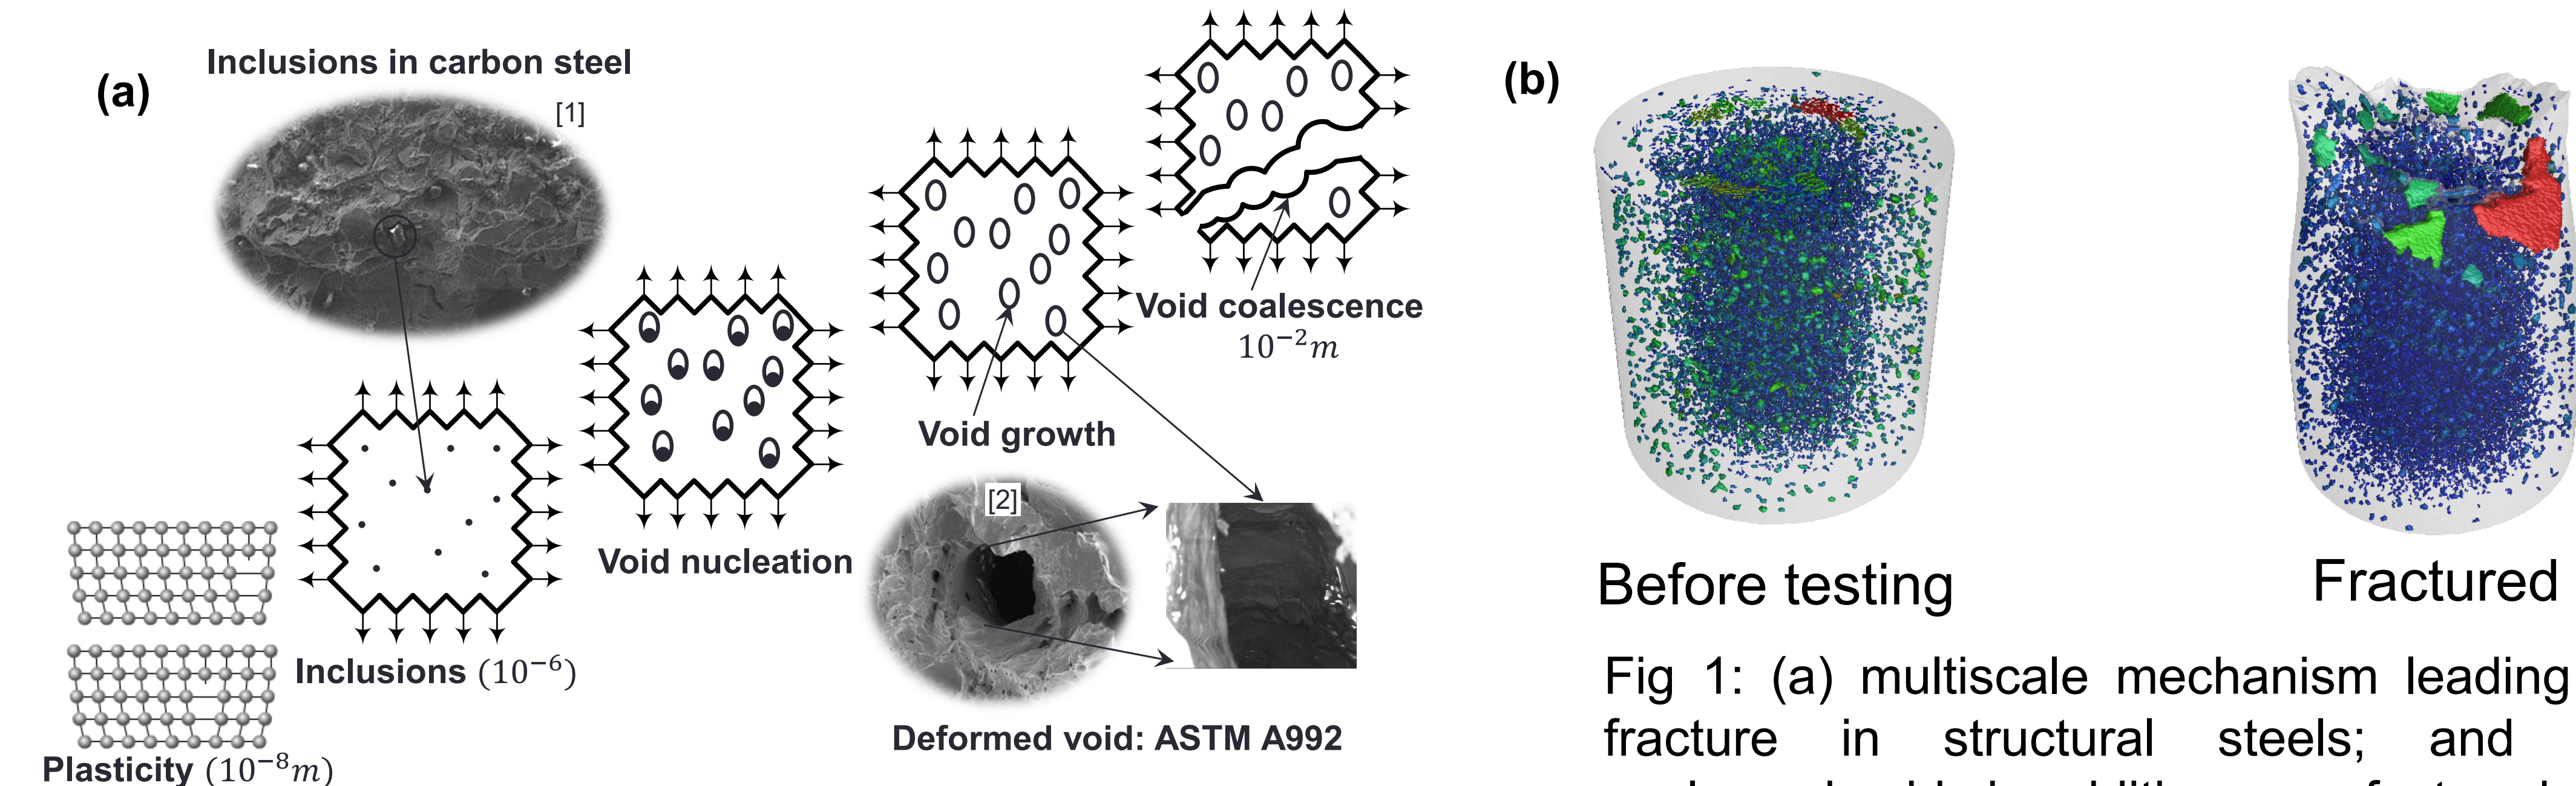 (a)
Inclusions in carbon steel
[1]
Plasticity (10⁻⁸m)
Inclusions (10⁻⁶)
Void nucleation
Void growth
Void coalescence
10⁻²m
[2]
Deformed void: ASTM A992
(b)
Before testing
Fractured
Fig 1: (a) multiscale mechanism leading
fracture in structural steels; and